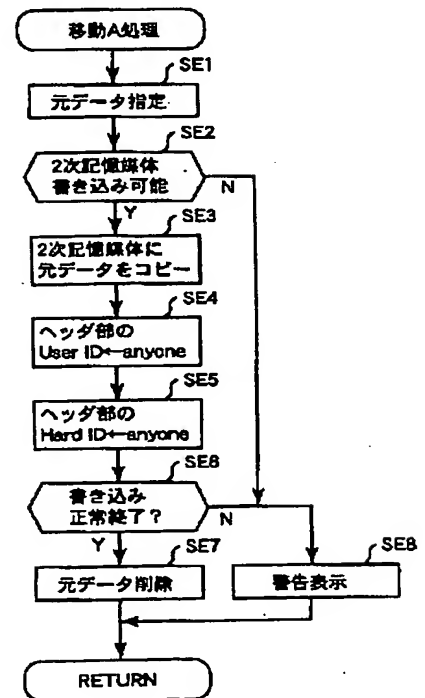 移動A処理
SE1
元データ指定
SE2
2次記憶媒体
書き込み可能
N
Y
SE3
2次記憶媒体に
元データをコピー
SE4
ヘッダ部の
User ID←anyone
SE5
ヘッダ部の
Hard ID←anyone
SE6
書き込み
正常終了?
N
Y
SE7
元データ削除
SE8
警告表示
RETURN